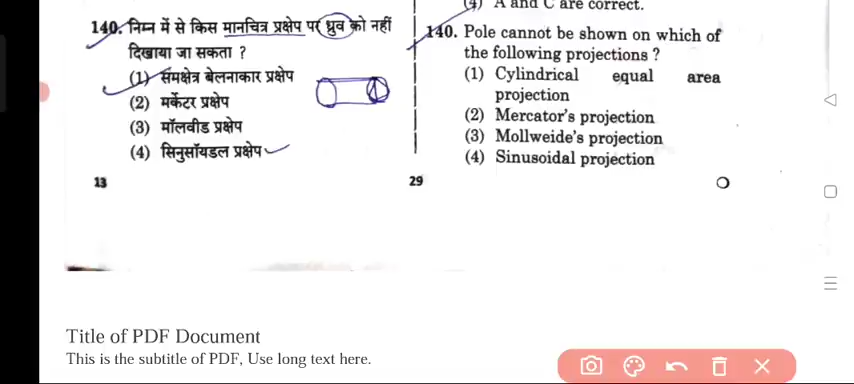 (4) A and C are correct.
140. निम्न में से किस मानचित्र प्रक्षेप पर ध्रुव को नहीं
दिखाया जा सकता ?
(1) समक्षेत्र बेलनाकार प्रक्षेप
(2) मर्केटर प्रक्षेप
(3) मॉलवीड प्रक्षेप
(4) सिनुसॉयडल प्रक्षेप
13
140. Pole cannot be shown on which of
the following projections ?
(1) Cylindrical equal area
projection
(2) Mercator's projection
(3) Mollweide's projection
(4) Sinusoidal projection
29
Title of PDF Document
This is the subtitle of PDF, Use long text here.